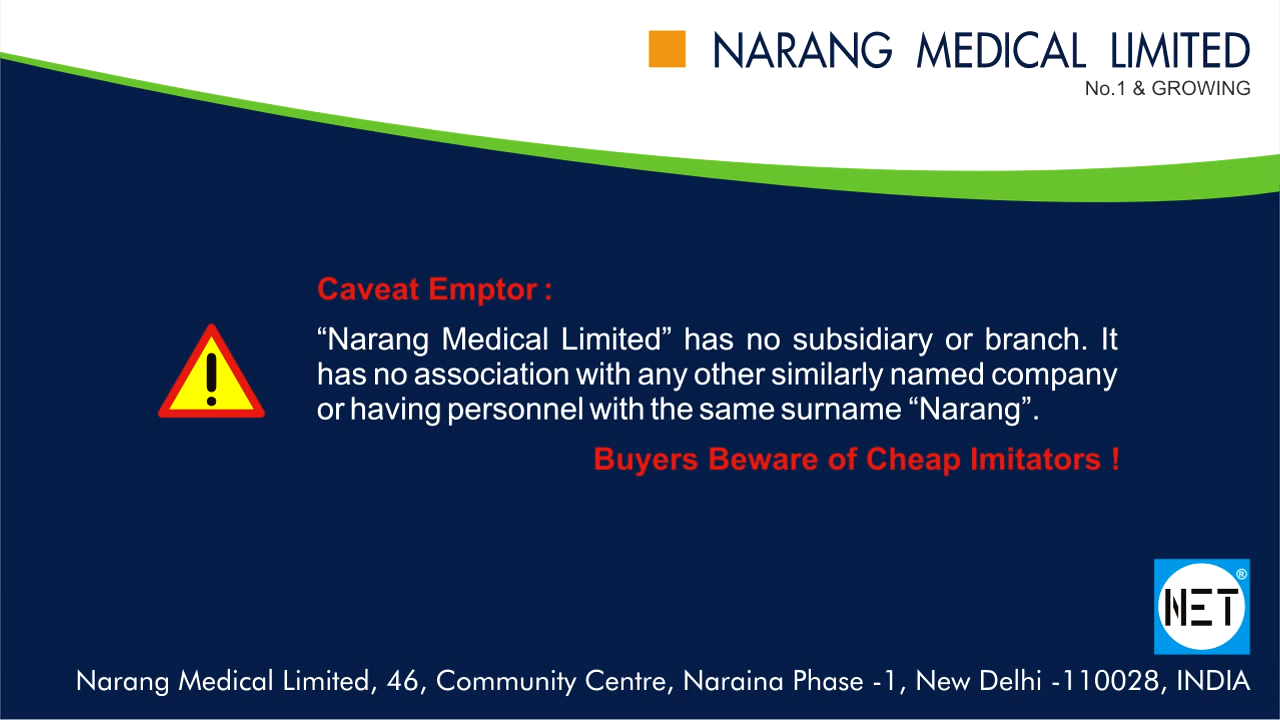 NARANG MEDICAL LIMITED
No.1 & GROWING
Caveat Emptor :
“Narang Medical Limited” has no subsidiary or branch. It
has no association with any other similarly named company
or having personnel with the same surname “Narang”.
Buyers Beware of Cheap Imitators !
NET®
Narang Medical Limited, 46, Community Centre, Naraina Phase -1, New Delhi -110028, INDIA